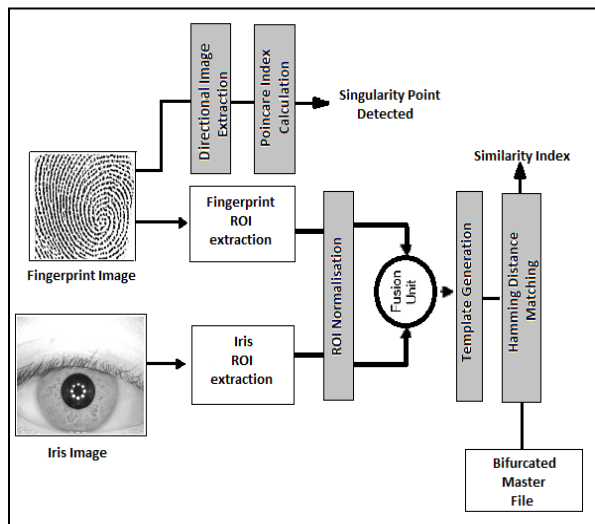 Directional Image
Extraction
Poincare Index
Calculation
Singularity Point
Detected
Similarity Index
Fingerprint
ROI
extraction
Fingerprint Image
ROI Normalisation
Fusion
Unit
Template Generation
Hamming Distance
Matching
Iris
ROI
extraction
Iris Image
Bifurcated
Master
File